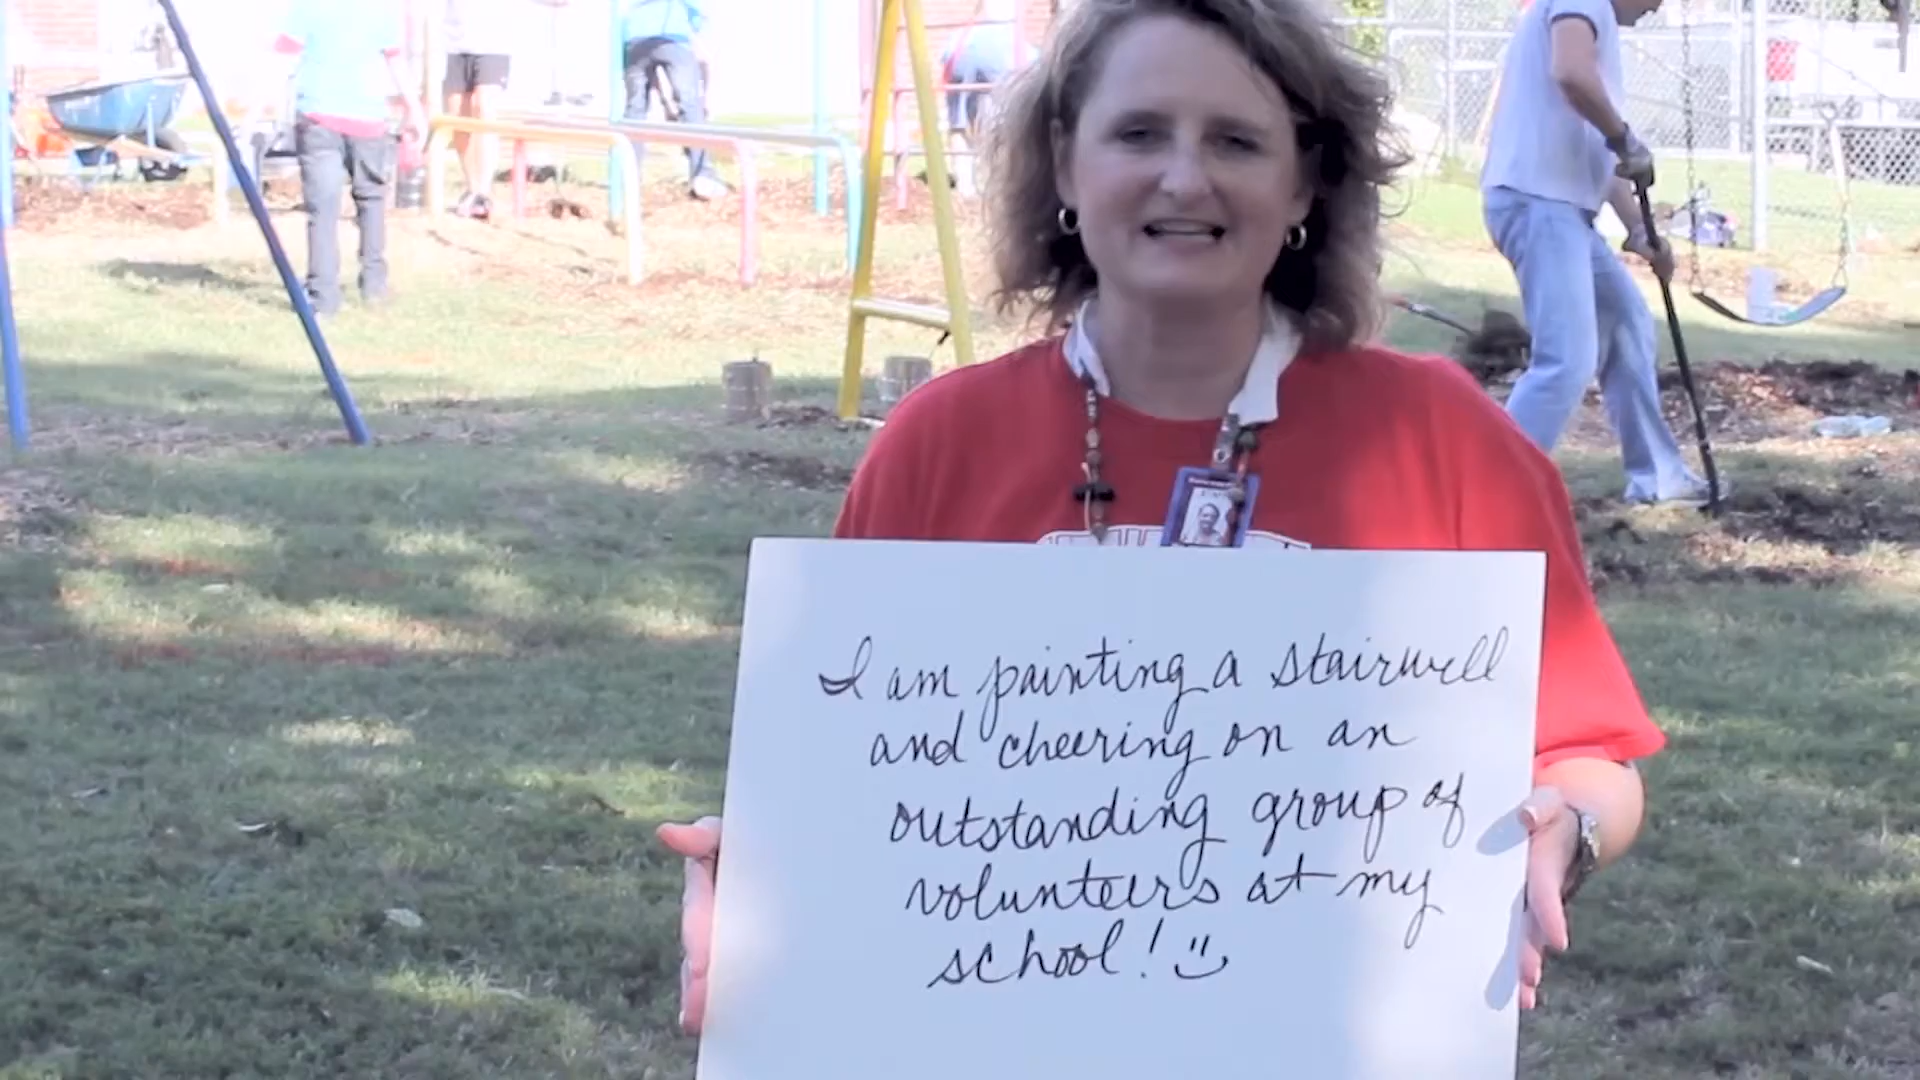 I am painting a stairwell
and cheering on an
outstanding group of
volunteers at my
school!